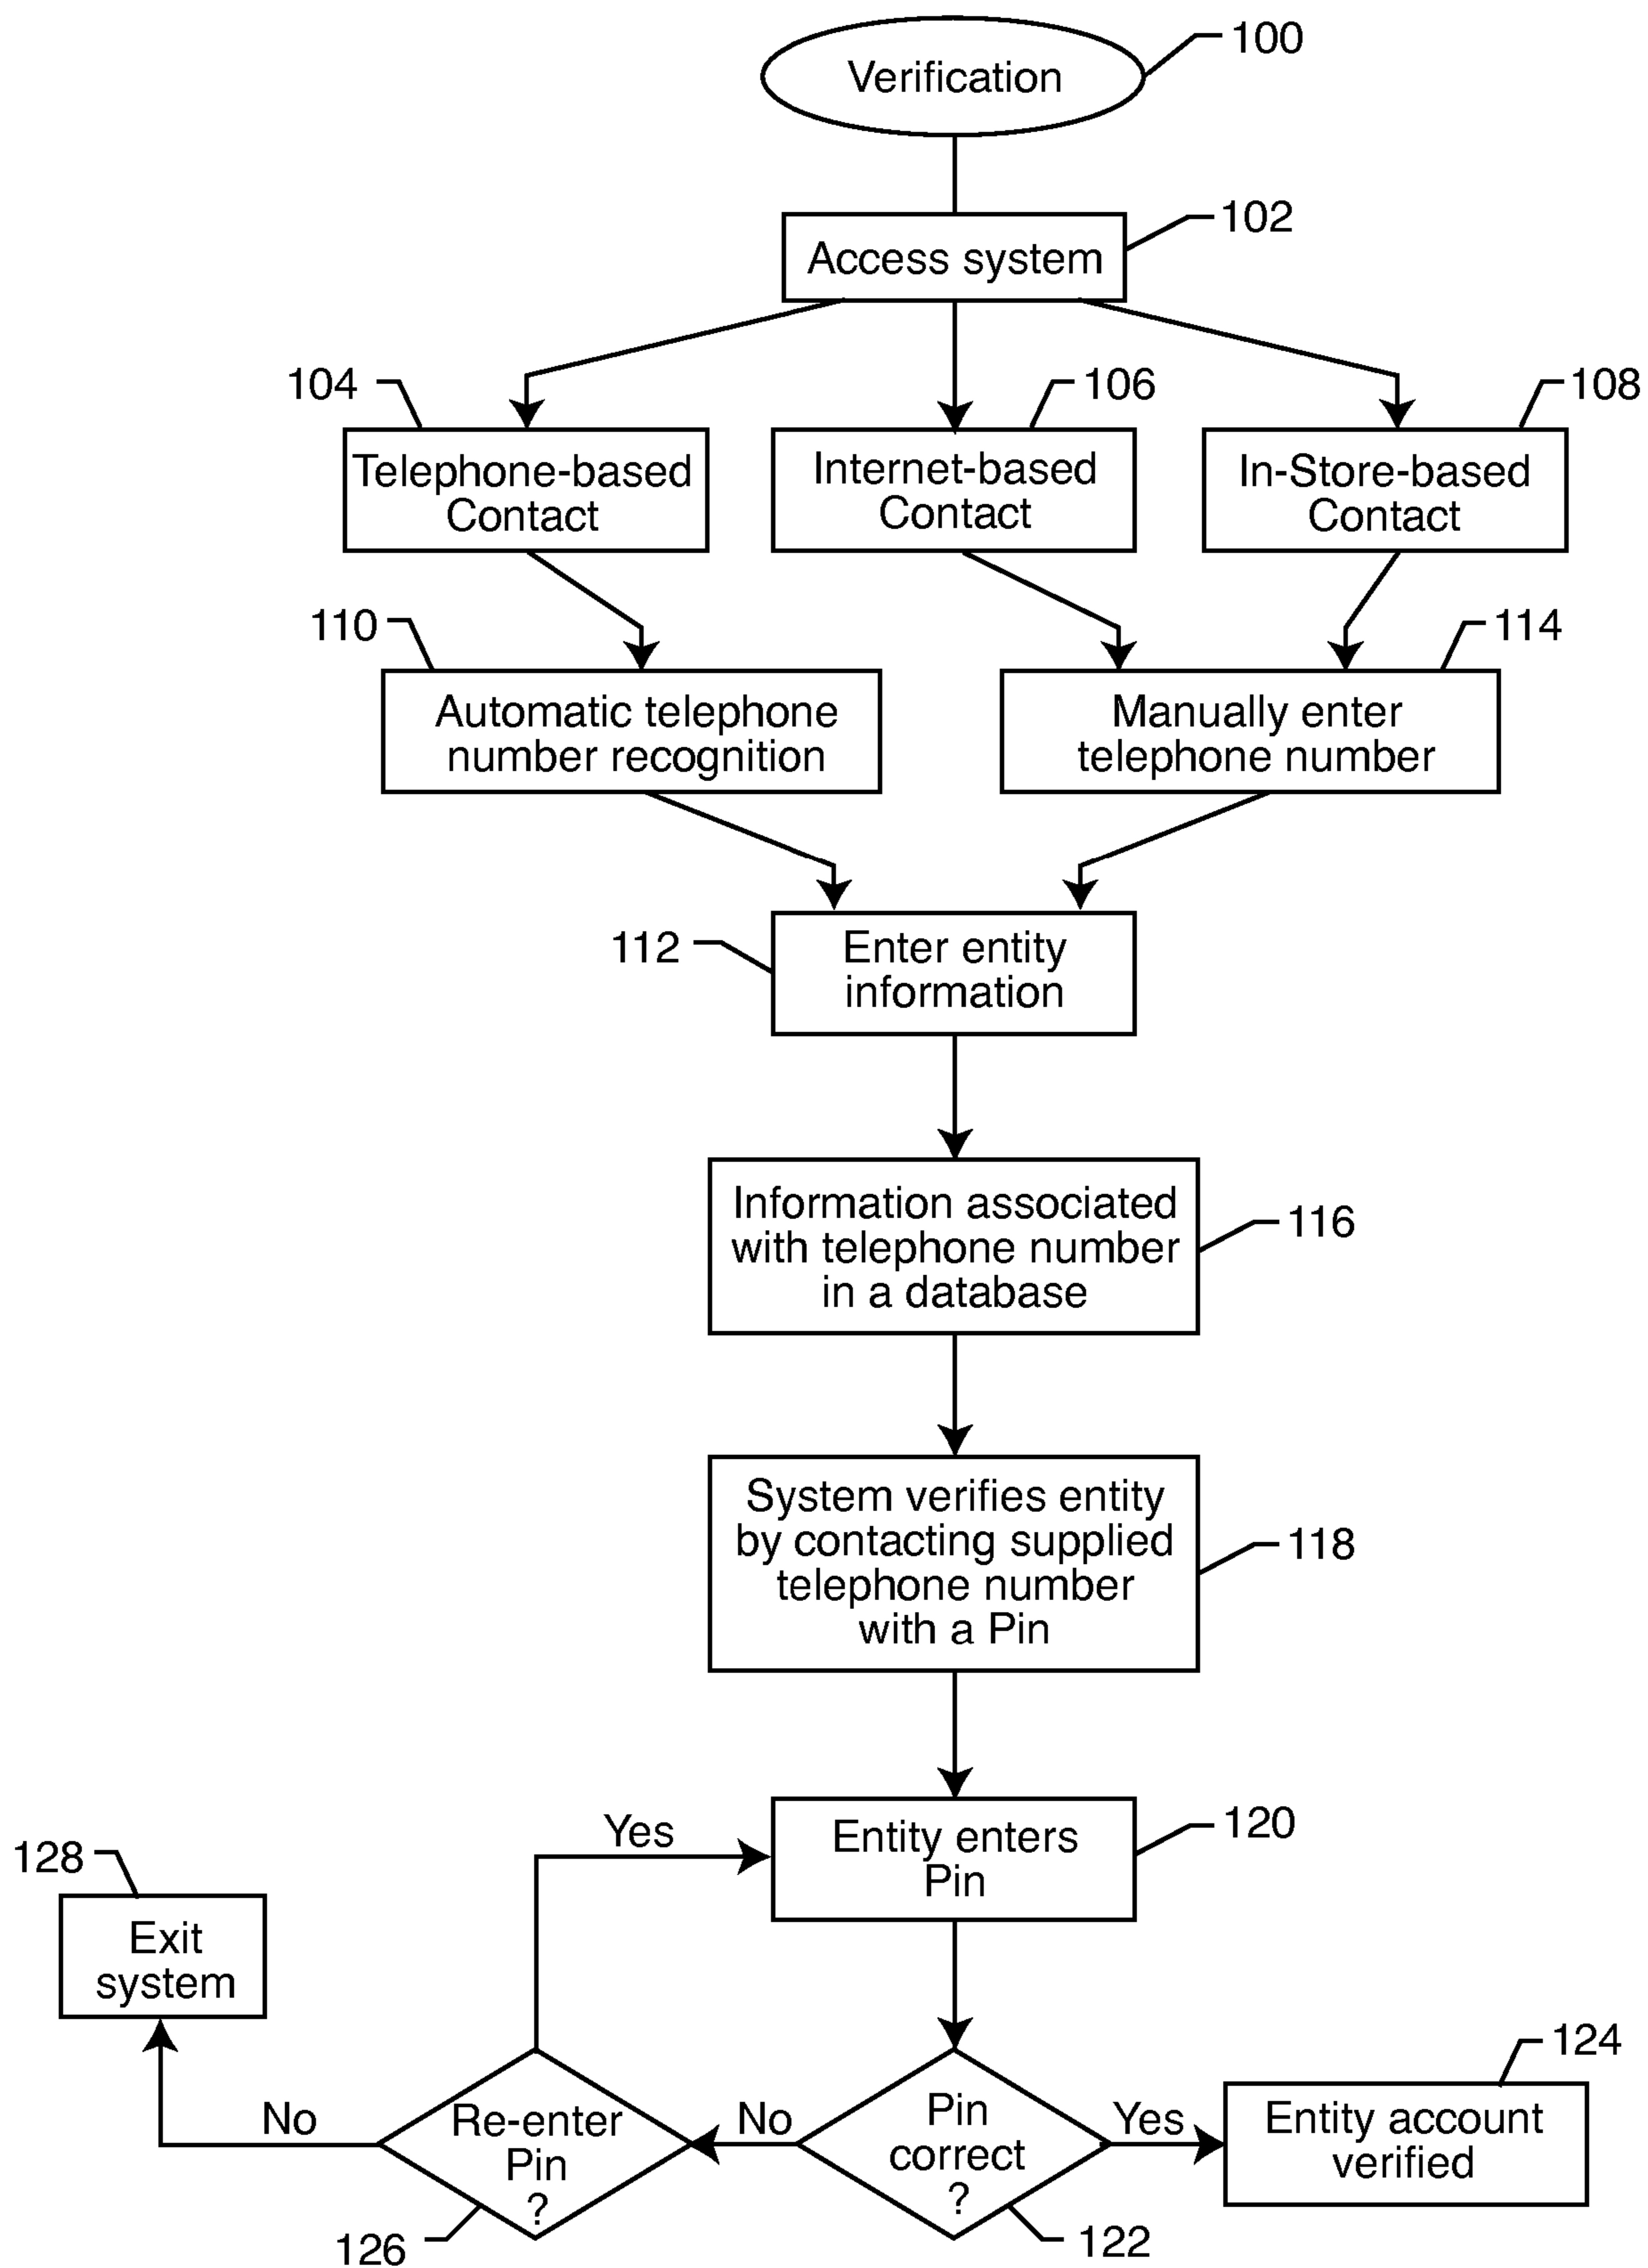 100
Verification
102
Access system
104
106
108
Telephone-based
Contact
Internet-based
Contact
In-Store-based
Contact
110
114
Automatic telephone
number recognition
Manually enter
telephone number
112
Enter entity
information
Information associated
with telephone number
in a database
116
System verifies entity
by contacting supplied
telephone number
with a Pin
118
Yes
Entity enters
Pin
120
128
Exit
system
No
Re-enter
Pin
?
126
No
Pin
correct
?
122
Yes
124
Entity account
verified